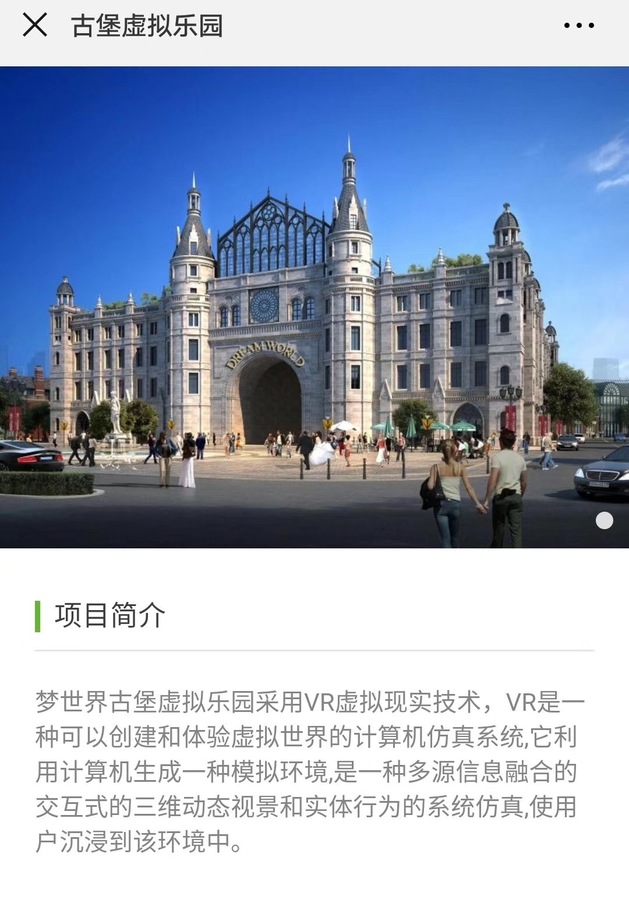 古堡虚拟乐园
DREAM WORLD
项目简介
梦世界古堡虚拟乐园采用VR虚拟现实技术，VR是一
种可以创建和体验虚拟世界的计算机仿真系统,它利
用计算机生成一种模拟环境,是一种多源信息融合的
交互式的三维动态视景和实体行为的系统仿真,使用
户沉浸到该环境中。